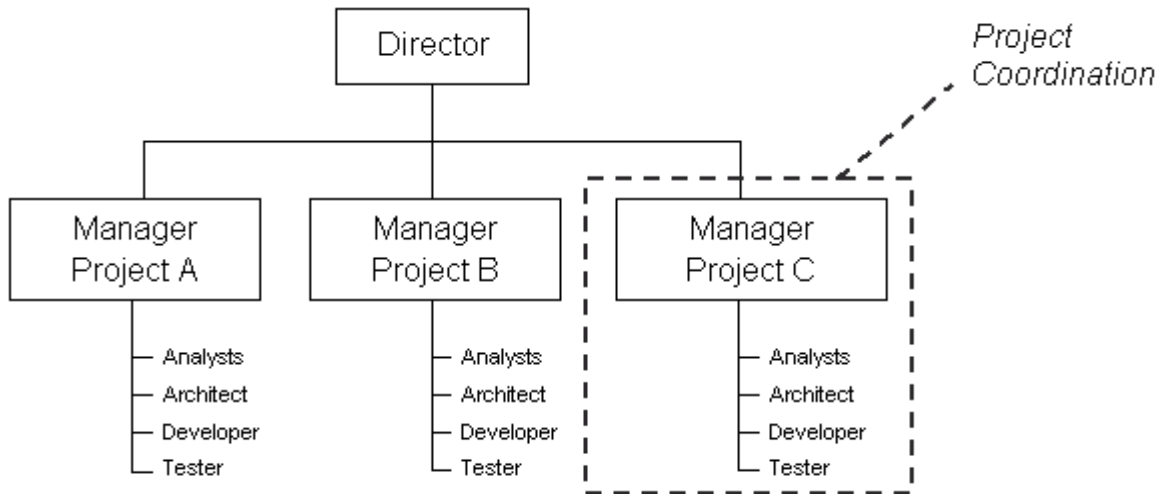 Director
Project
Coordination
Manager
Project A
Manager
Project B
Manager
Project C
Analysts
Architect
Developer
Tester
Analysts
Architect
Developer
Tester
Analysts
Architect
Developer
Tester